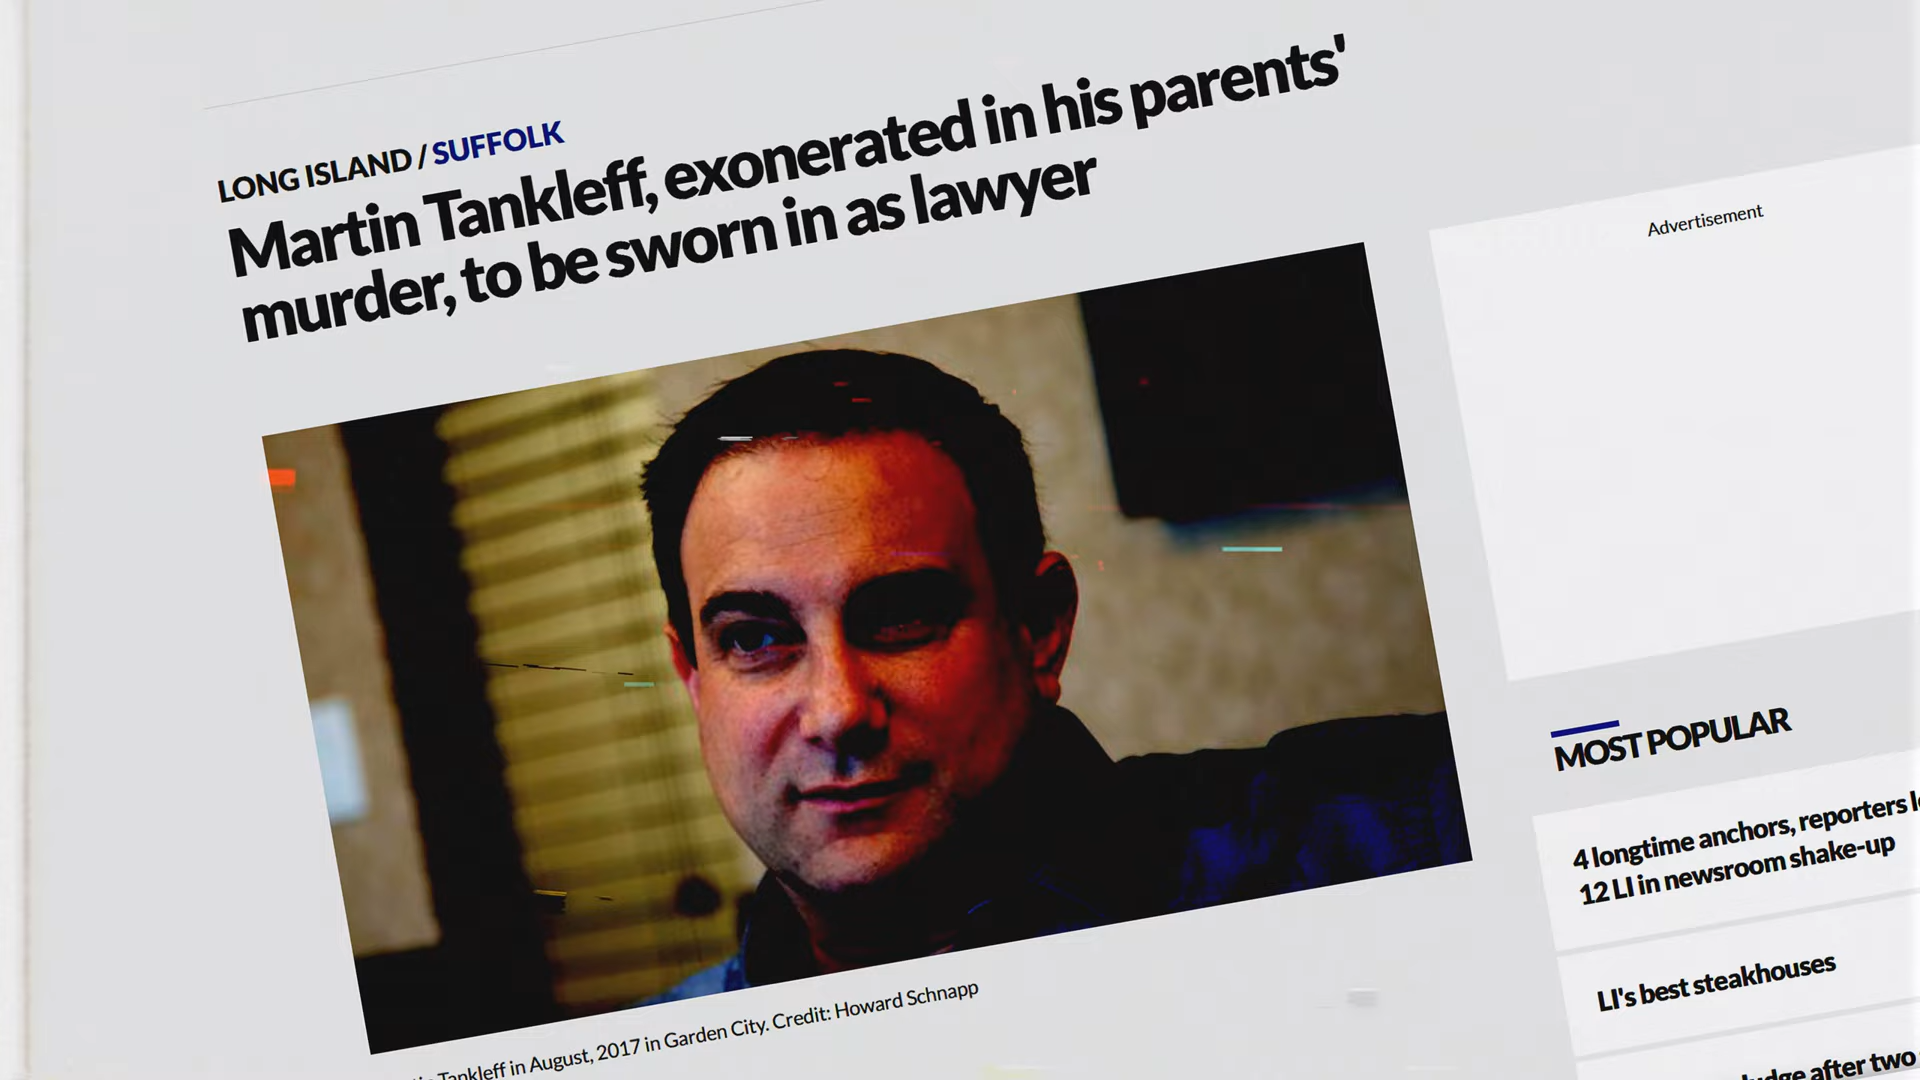 LONG ISLAND / SUFFOLK
Martin Tankleff, exonerated in his parents'
murder, to be sworn in as lawyer
Tankleff in August, 2017 in Garden City. Credit: Howard Schnapp
Advertisement
MOST POPULAR
4 longtime anchors, reporters
12 LI in newsroom shake-up
LI's best steakhouses
after two